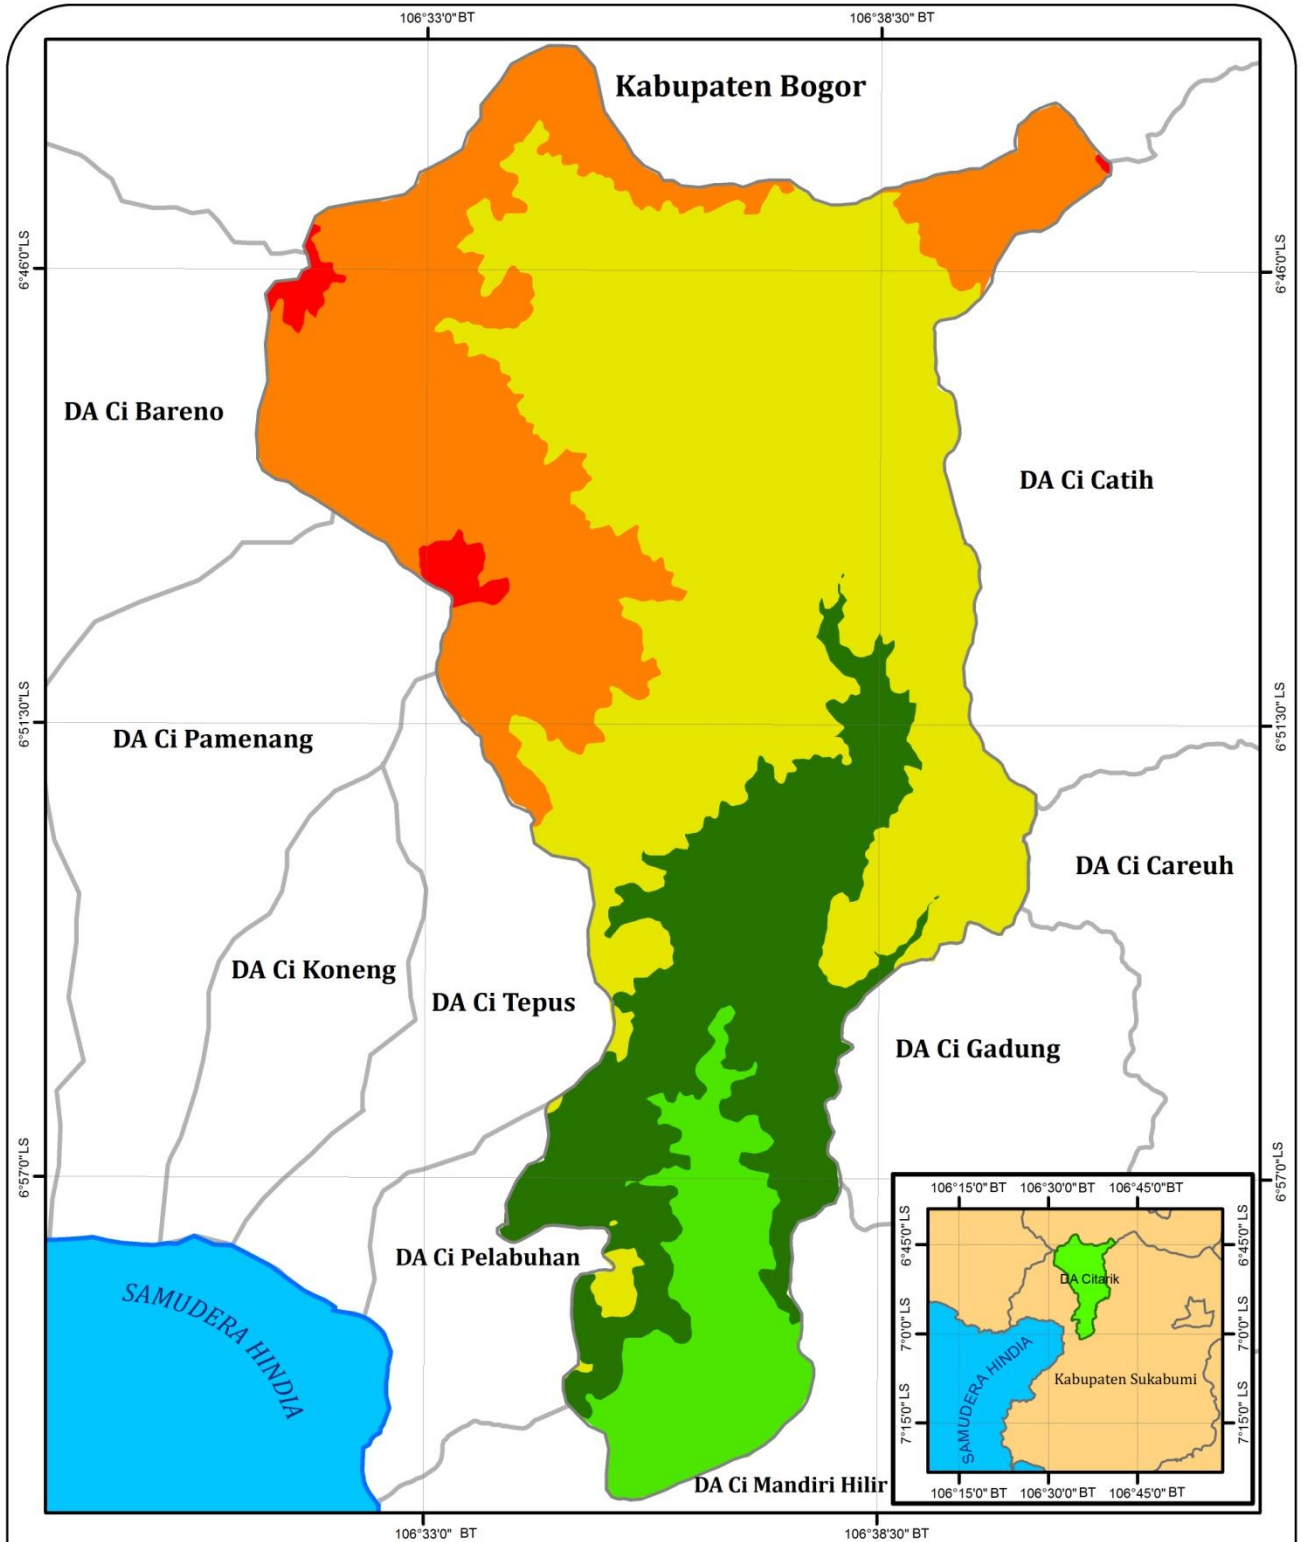 106°33'0" BT
106°38'30" BT
Kabupaten Bogor
6°46'0"LS
6°46'0"LS
DA Ci Bareno
DA Ci Catih
6°51'30"LS
6°51'30"LS
DA Ci Pamenang
DA Ci Careuh
DA Ci Koneng
DA Ci Tepus
DA Ci Gadung
6°57'0"LS
6°57'0"LS
DA Ci Pelabuhan
SAMUDERA HINDIA
DA Ci Mandiri Hilir
106°33'0" BT
106°38'30" BT
106°15'0" BT
106°30'0"BT
106°45'0"BT
6°45'0"LS
6°45'0"LS
DA Citarik
7°0'0"LS
7°0'0"LS
SAMUDERA HINDIA
Kabupaten Sukabumi
7°15'0"LS
7°15'0"LS
106°15'0" BT
106°30'0"BT
106°45'0"BT